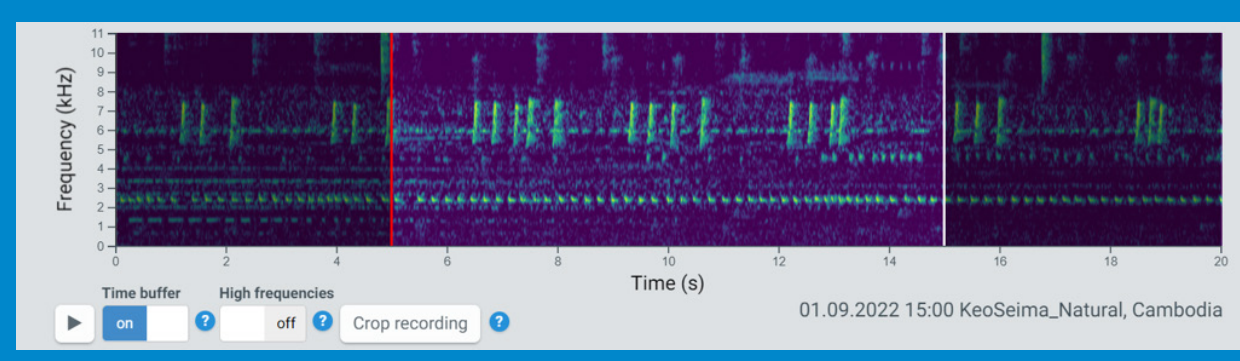 Frequency (kHz)
11
10
9
8
7
6
5
4
3
2
1
0
0 2 4 6 8 10 12 14 16 18 20
Time (s)
Time buffer High frequencies
on ? off ? Crop recording ?
01.09.2022 15:00 KeoSeima_Natural, Cambodia